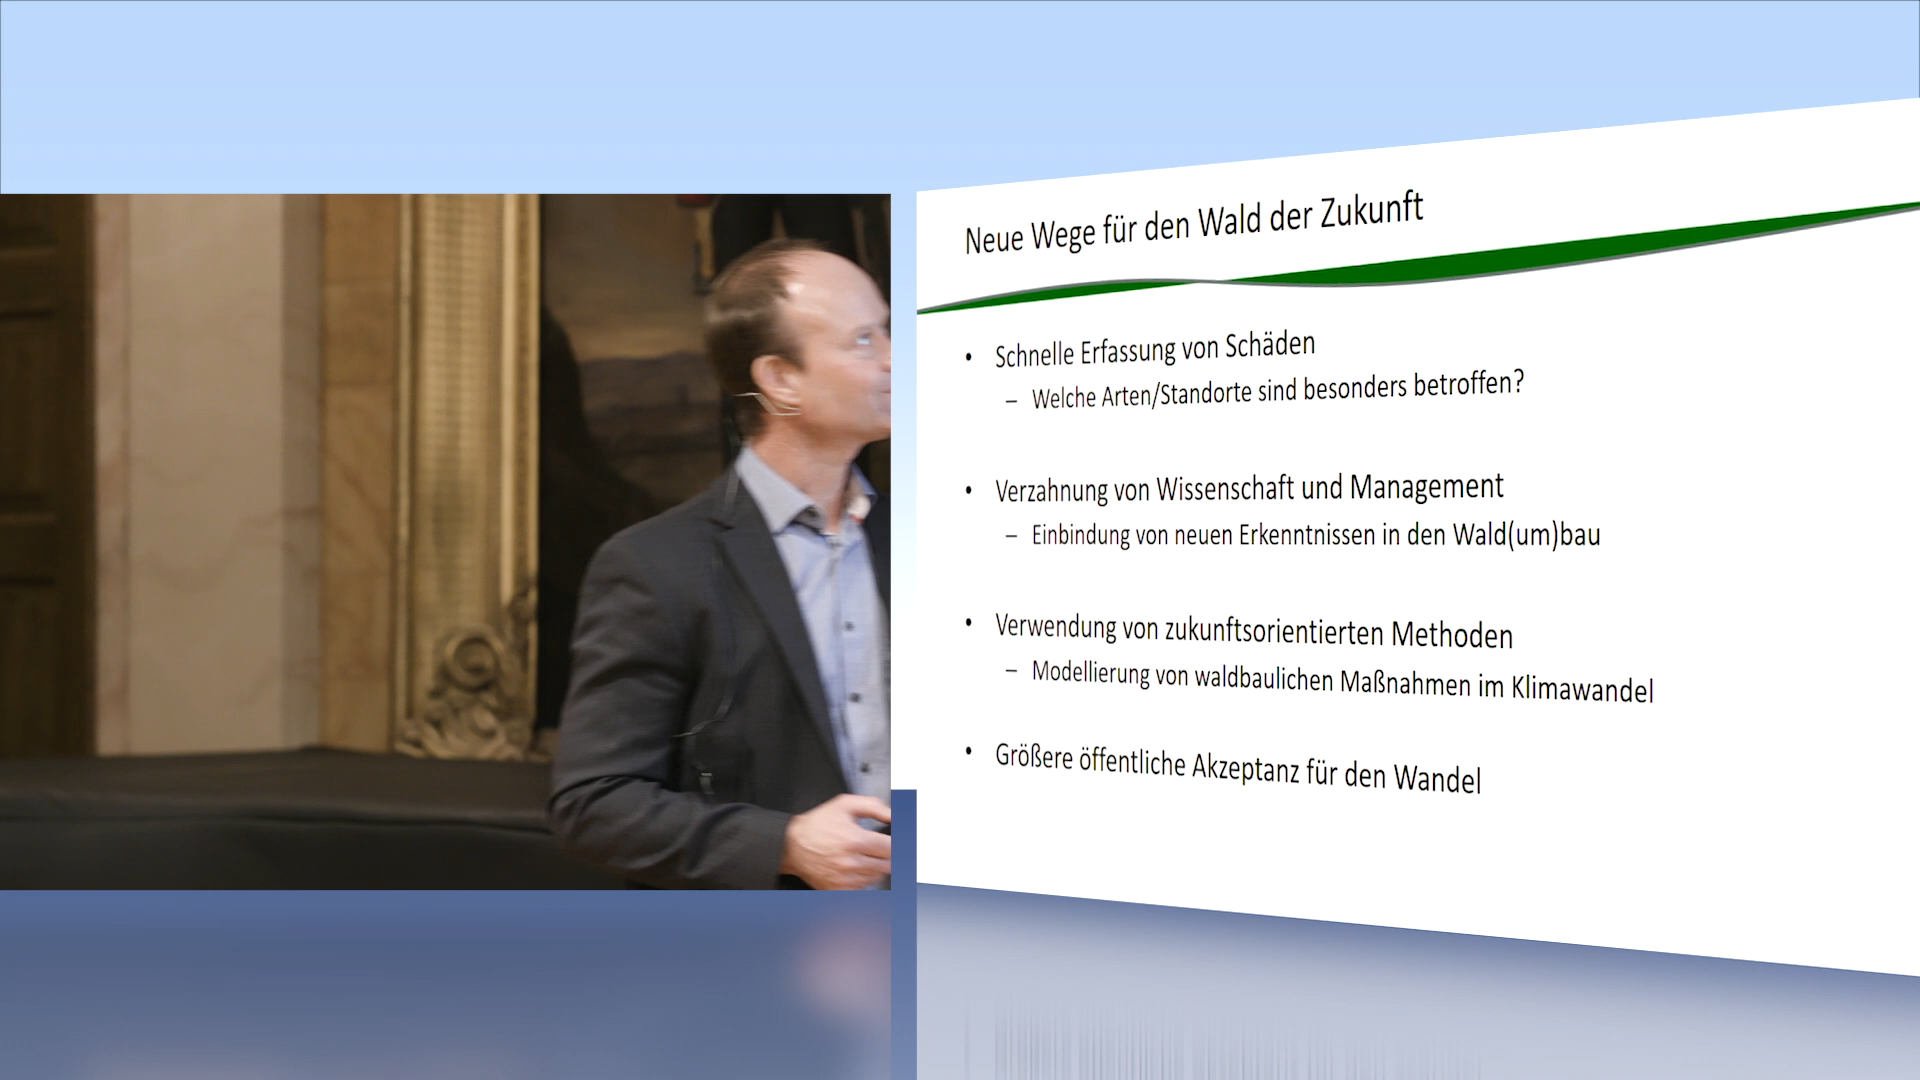 Neue Wege für den Wald der Zukunft
• Schnelle Erfassung von Schäden
– Welche Arten/Standorte sind besonders betroffen?
• Verzahnung von Wissenschaft und Management
– Einbindung von neuen Erkenntnissen in den Wald(um)bau
• Verwendung von zukunftsorientierten Methoden
– Modellierung von waldbaulichen Maßnahmen im Klimawandel
• Größere öffentliche Akzeptanz für den Wandel